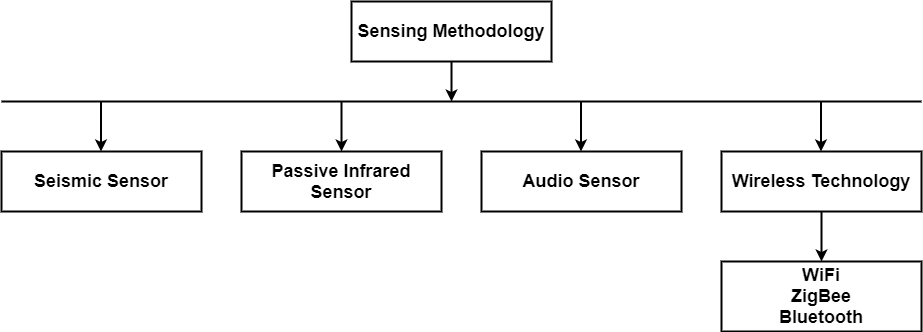 Sensing Methodology
Seismic Sensor
Passive Infrared
Sensor
Audio Sensor
Wireless Technology
WiFi
ZigBee
Bluetooth